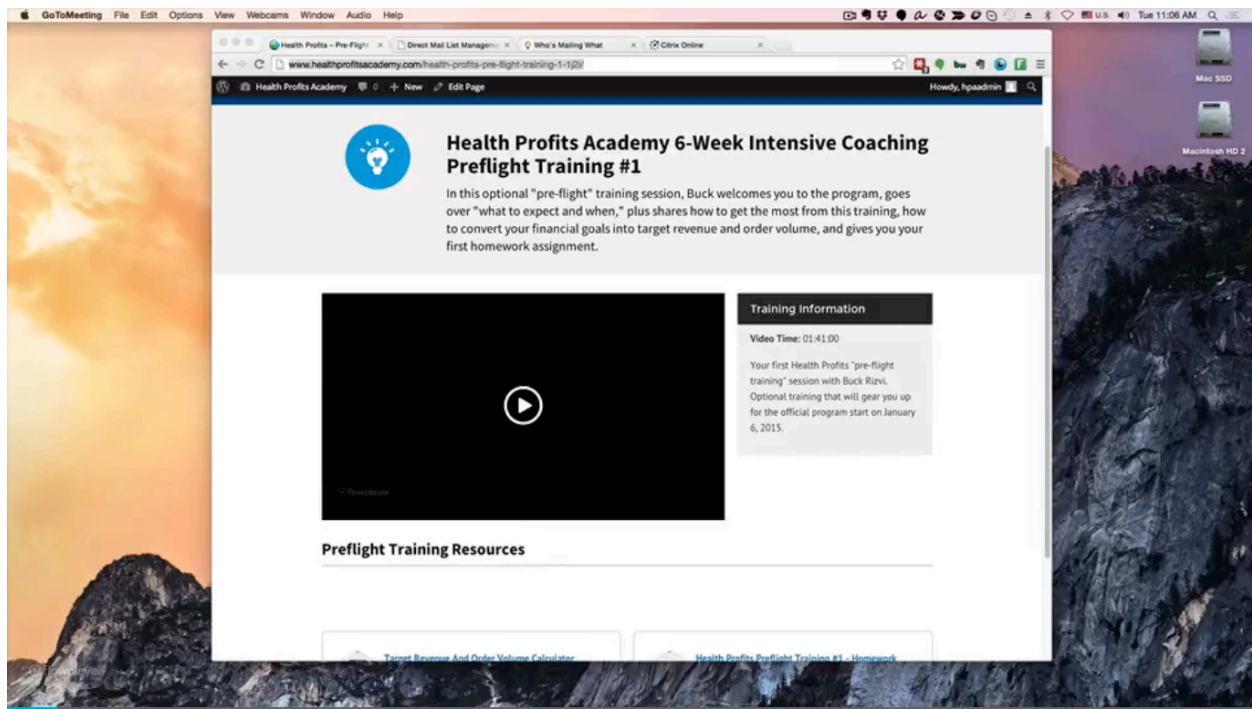 GoToMeeting File Edit Options View Webcams Window Audio Help
U.S. Tue 11:06 AM
Health Profits – Pre-Flight
Direct Mail List Manageme
Who's Mailing What
Citrix Online
www.healthprofitsacademy.com/health-profits-pre-flight-training-1-1j2l/
Health Profits Academy 0 + New Edit Page
Howdy, hpaadmin
Mac SSD
Macintosh HD 2
Health Profits Academy 6-Week Intensive Coaching
Preflight Training #1
In this optional "pre-flight" training session, Buck welcomes you to the program, goes
over "what to expect and when," plus shares how to get the most from this training, how
to convert your financial goals into target revenue and order volume, and gives you your
first homework assignment.
Training Information
Video Time: 01:41:00
Your first Health Profits "pre-flight
training" session with Buck Rizvi.
Optional training that will gear you up
for the official program start on January
6, 2015.
flowplayer
Preflight Training Resources
Target Revenue And Order Volume Calculator
Health Profits Preflight Training #1 - Homework
flowplayer